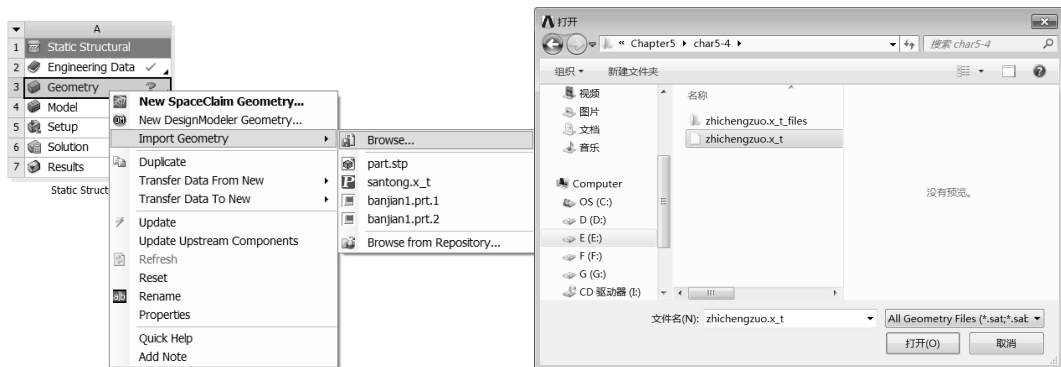 A
1 Static Structural
2 Engineering Data
3 Geometry
4 Model
5 Setup
6 Solution
7 Results
Static Struct
New SpaceClaim Geometry...
New DesignModeler Geometry...
Import Geometry
Duplicate
Transfer Data From New
Transfer Data To New
Update
Update Upstream Components
Refresh
Reset
Rename
Properties
Quick Help
Add Note
Browse...
part.stp
santong.x_t
banjian1.prt.1
banjian1.prt.2
Browse from Repository...
打开
« Chapter5 char5-4
搜索 char5-4
组织 新建文件夹
视频
图片
文档
音乐
Computer
OS (C:)
D (D:)
E (E:)
F (F:)
G (G:)
CD 驱动器 (I:)
名称
zhichengzuo.x_t_files
zhichengzuo.x_t
没有预览。
文件名(N): zhichengzuo.x_t
All Geometry Files (*.sat;*.sab
打开(O) 取消